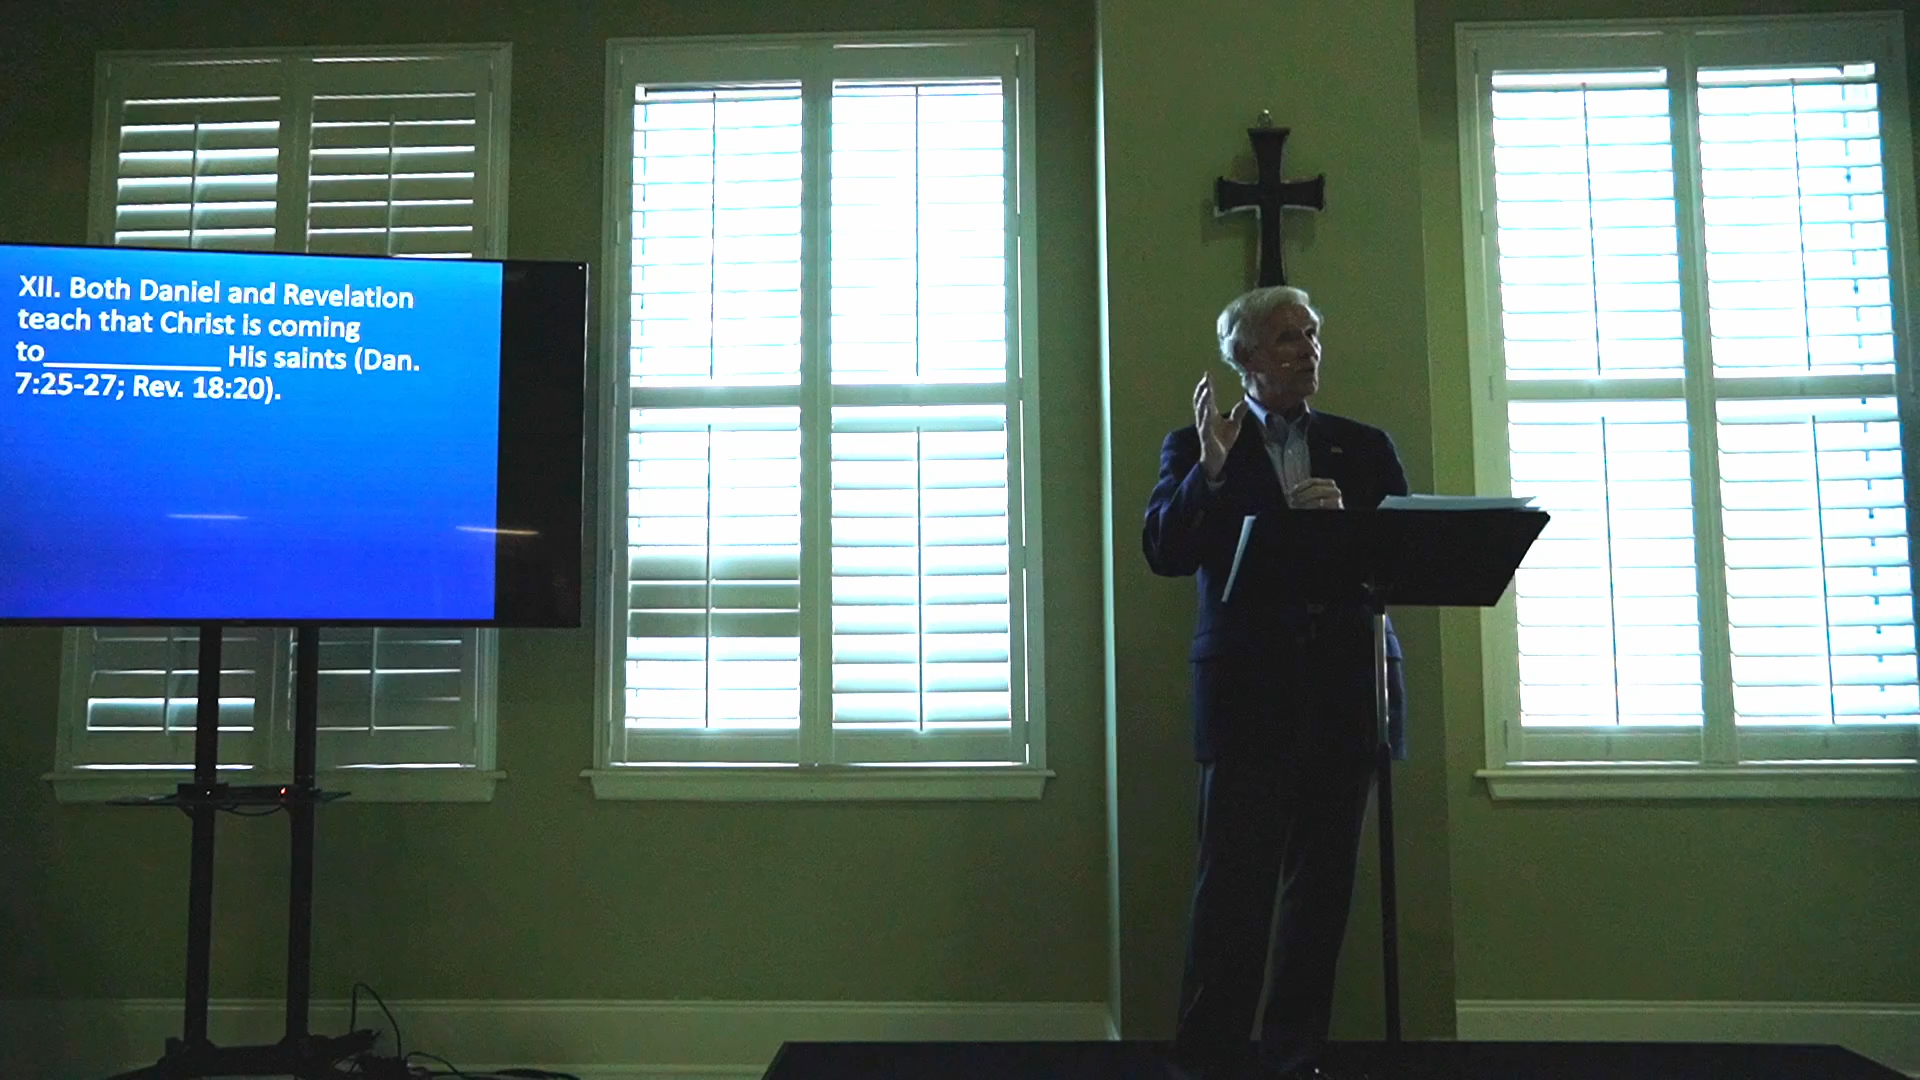 XII. Both Daniel and Revelation
teach that Christ is coming
to____________ His saints (Dan.
7:25-27; Rev. 18:20).